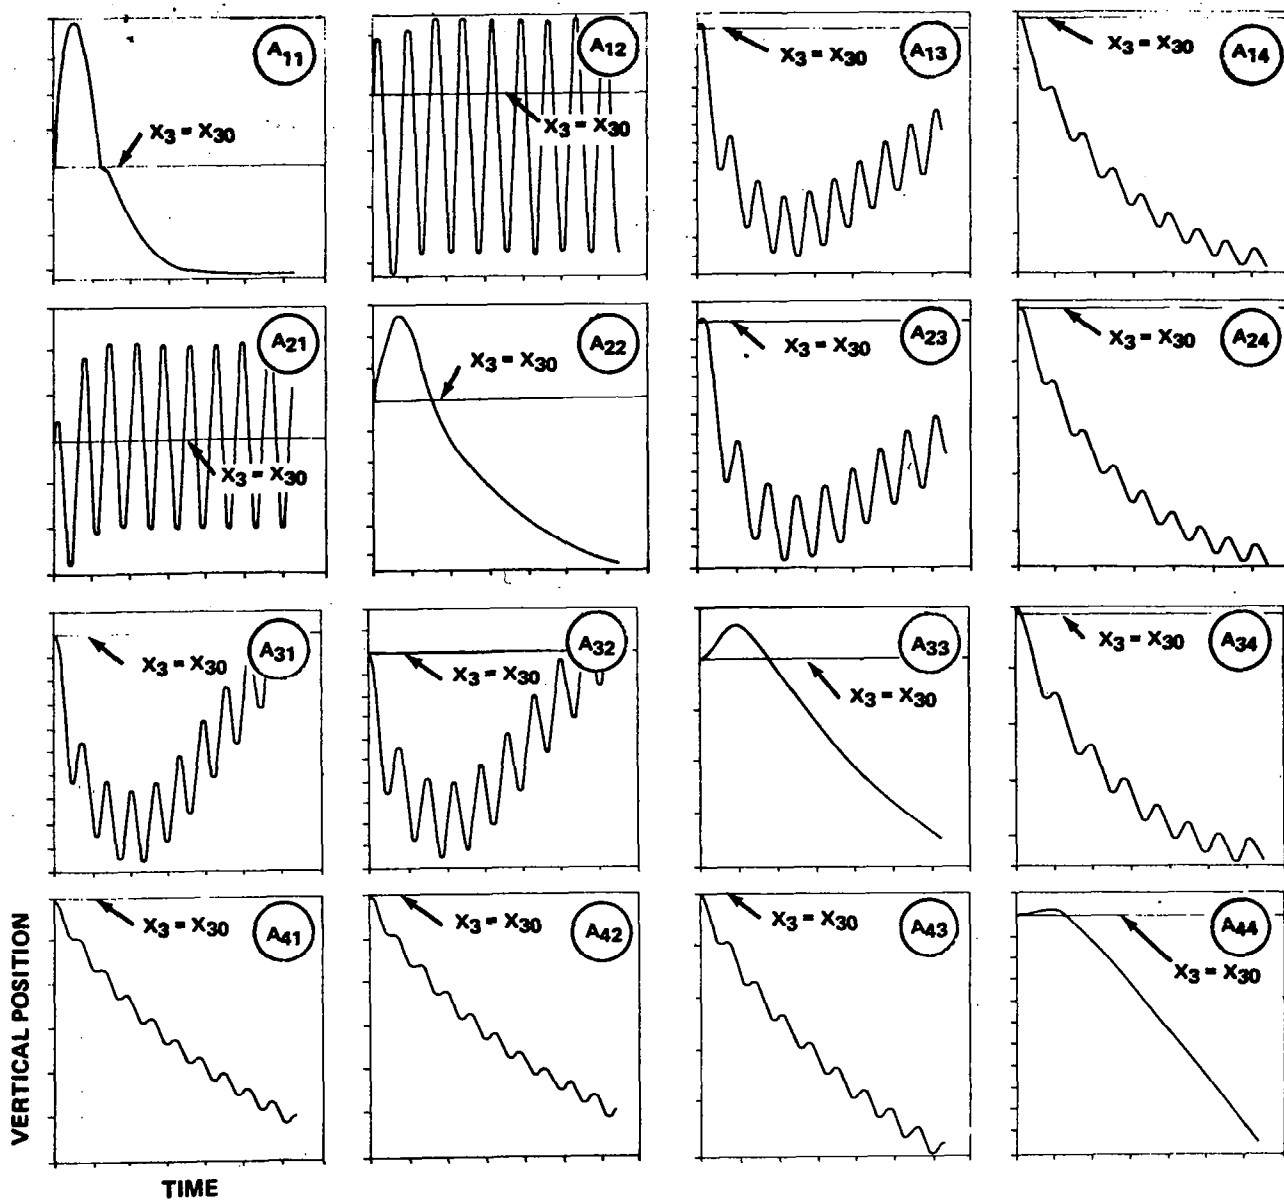 A11
X3 = X30
A12
X3 = X30
A13
X3 = X30
A14
X3 = X30
A21
X3 = X30
A22
X3 = X30
A23
X3 = X30
A24
X3 = X30
A31
X3 = X30
A32
X3 = X30
A33
X3 = X30
A34
X3 = X30
A41
X3 = X30
A42
X3 = X30
A43
X3 = X30
A44
X3 = X30
VERTICAL POSITION
TIME